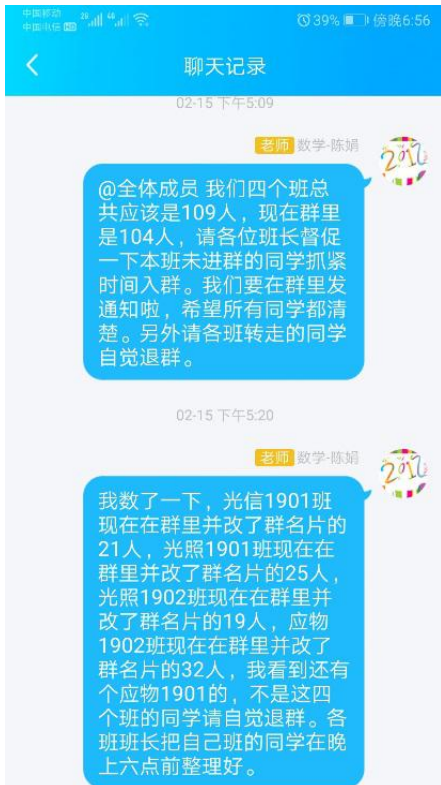 中国移动 2G 4G
中国电信 HD 39% 傍晚6:56
聊天记录
02-15 下午5:09
老师 数学-陈娟
@全体成员 我们四个班总
共应该是109人，现在群里
是104人，请各位班长督促
一下本班未进群的同学抓紧
时间入群。我们要在群里发
通知啦，希望所有同学都清
楚。另外请各班转走的同学
自觉退群。
02-15 下午5:20
老师 数学-陈娟
我数了一下，光信1901班
现在在群里并改了群名片的
21人，光照1901班现在在
群里并改了群名片的25人，
光照1902班现在在群里并
改了群名片的19人，应物
1902班现在在群里并改了
群名片的32人，我看到还有
个应物1901的，不是这四
个班的同学请自觉退群。各
班班长把自己班的同学在晚
上六点前整理好。